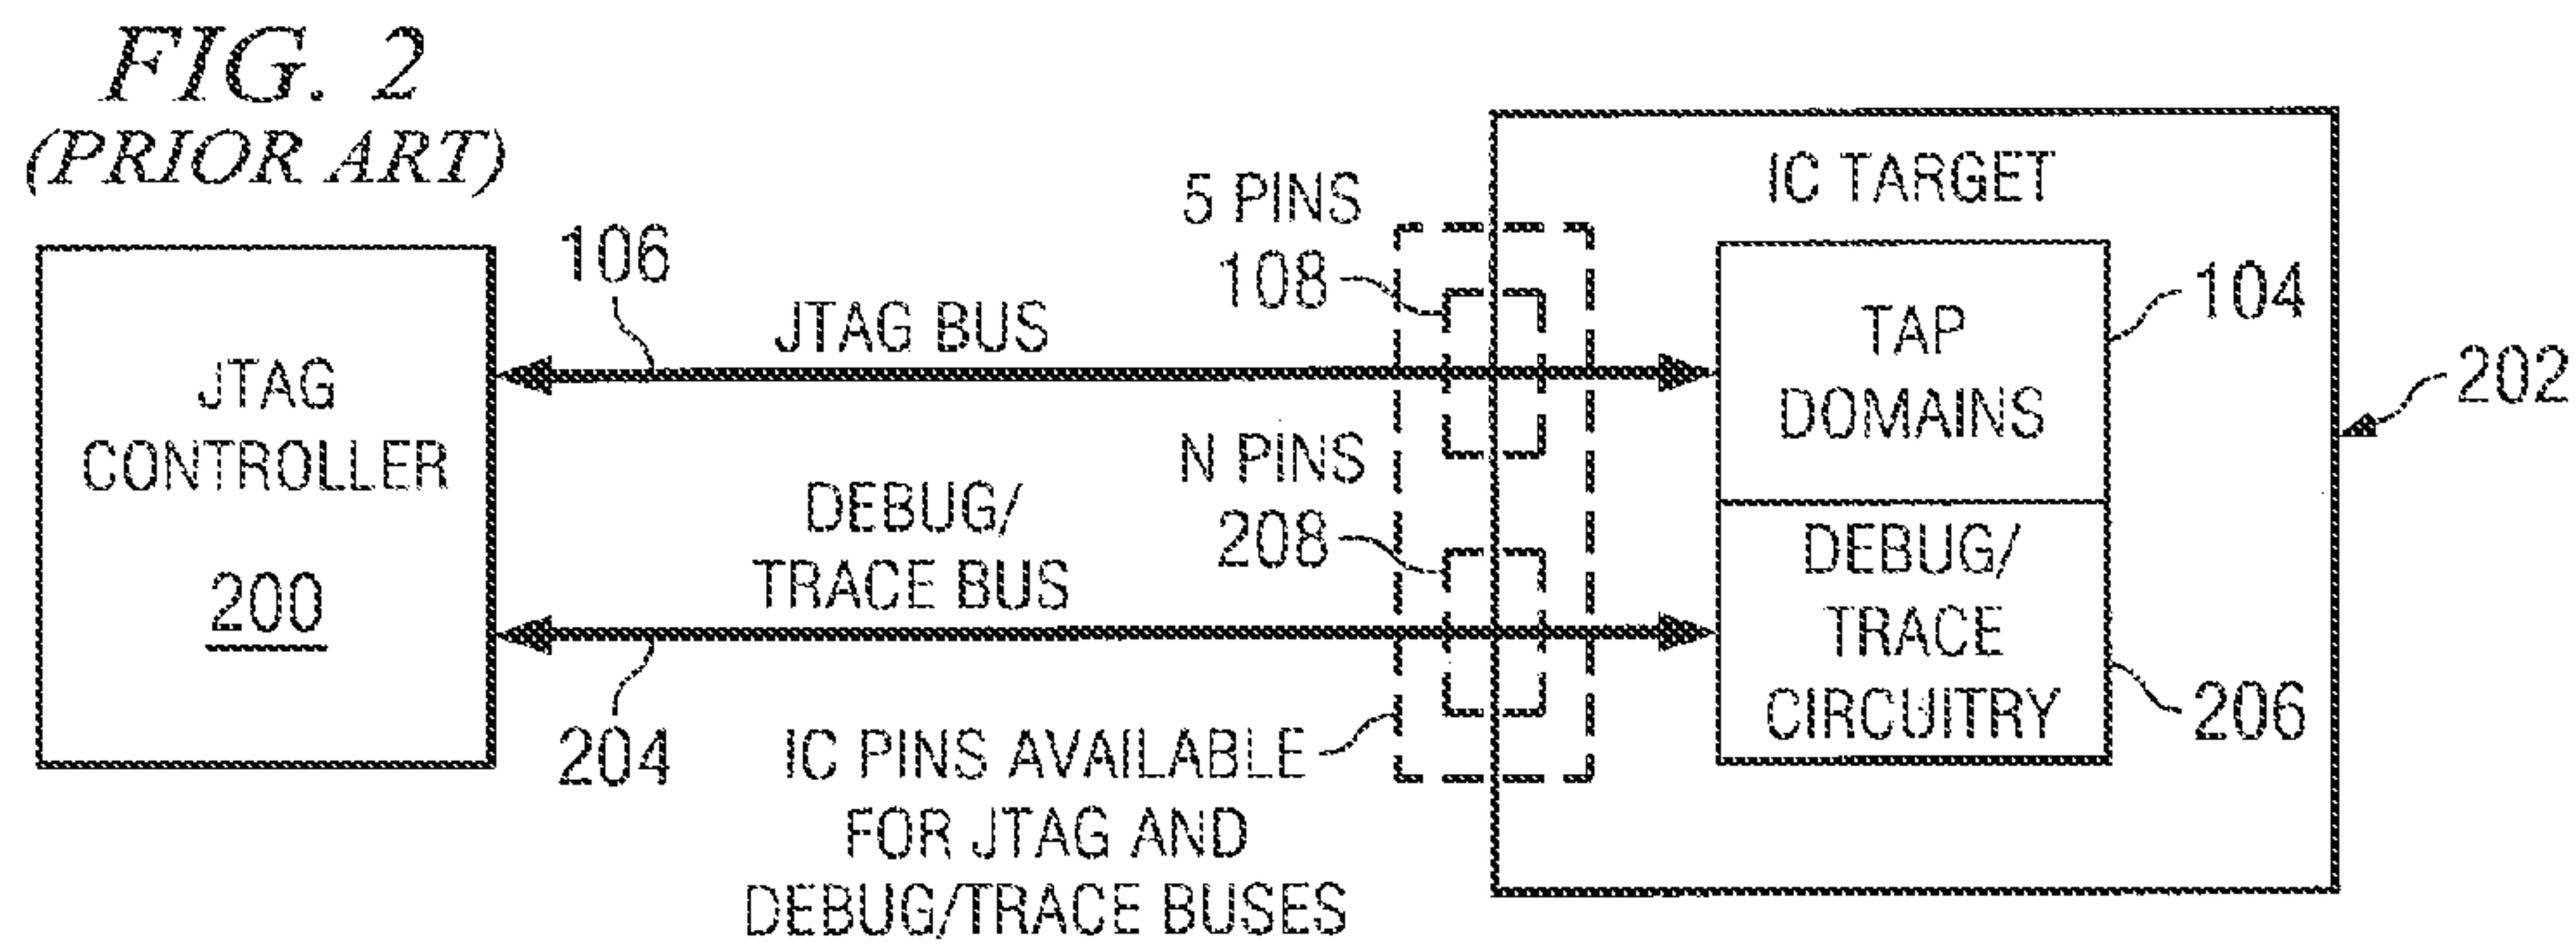 FIG. 2
(PRIOR ART)
JTAG
CONTROLLER
200
106
JTAG BUS
DEBUG/
TRACE BUS
204
5 PINS
108
N PINS
208
IC PINS AVAILABLE
FOR JTAG AND
DEBUG/TRACE BUSES
IC TARGET
TAP
DOMAINS
104
DEBUG/
TRACE
CIRCUITRY
206
202